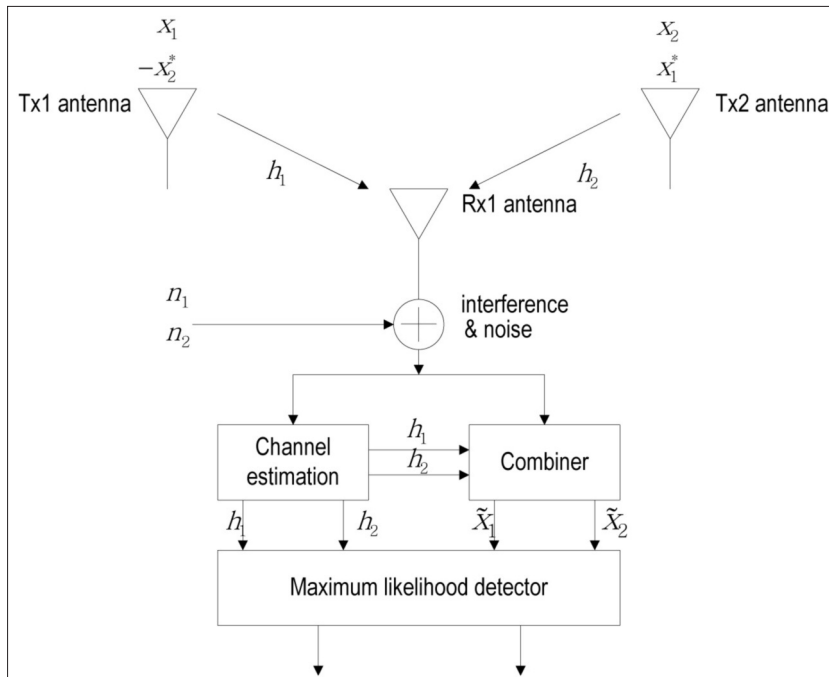 x₁ x₂
−x₂* x₁*
Tx1 antenna Tx2 antenna
h₁ h₂
Rx1 antenna
n₁
n₂
interference
& noise
Channel
estimation
h₁
h₂
Combiner
h₁ h₂ x̃₁ x̃₂
Maximum likelihood detector